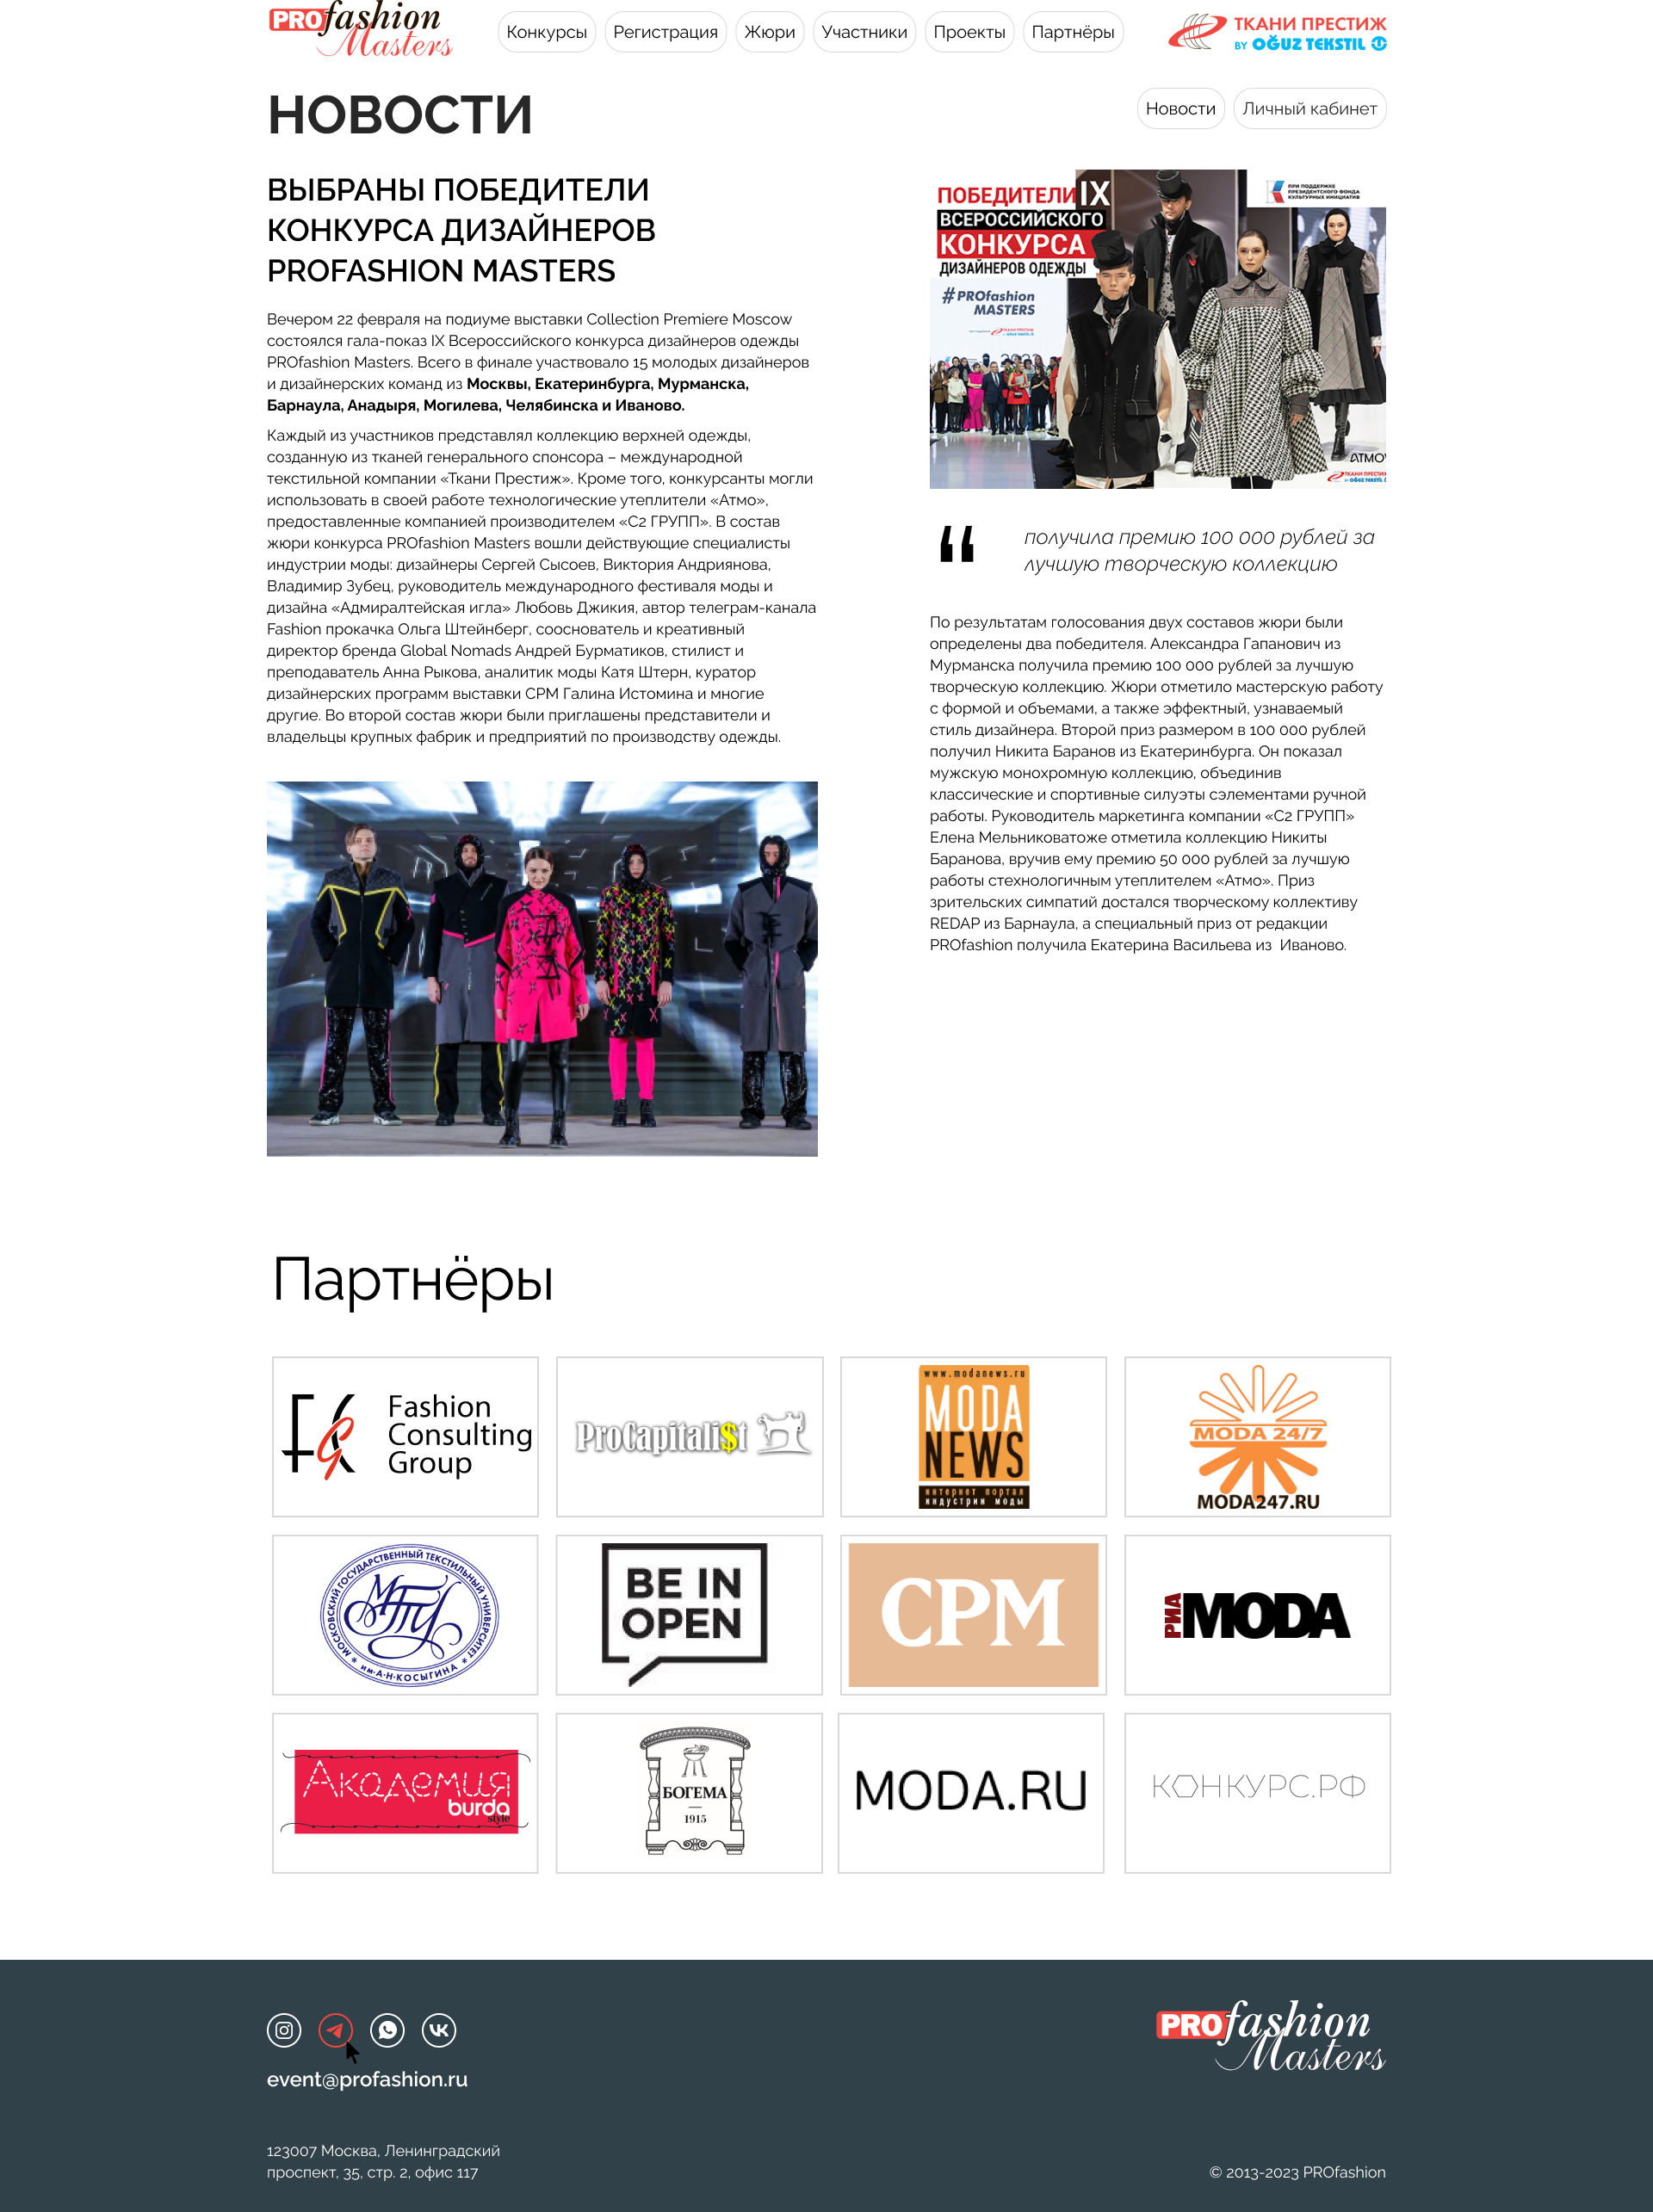 PROfashion
Masters
Конкурсы
Регистрация
Жюри
Участники
Проекты
Партнёры
ТКАНИ ПРЕСТИЖ
BY OĞUZ TEKSTIL
НОВОСТИ
Новости
Личный кабинет
ВЫБРАНЫ ПОБЕДИТЕЛИ
КОНКУРСА ДИЗАЙНЕРОВ
PROFASHION MASTERS
Вечером 22 февраля на подиуме выставки Collection Premiere Moscow
состоялся гала-показ IX Всероссийского конкурса дизайнеров одежды
PROfashion Masters. Всего в финале участвовало 15 молодых дизайнеров
и дизайнерских команд из Москвы, Екатеринбурга, Мурманска,
Барнаула, Анадыря, Могилева, Челябинска и Иваново.
Каждый из участников представлял коллекцию верхней одежды,
созданную из тканей генерального спонсора – международной
текстильной компании «Ткани Престиж». Кроме того, конкурсанты могли
использовать в своей работе технологические утеплители «Атмо»,
предоставленные компанией производителем «С2 ГРУПП». В состав
жюри конкурса PROfashion Masters вошли действующие специалисты
индустрии моды: дизайнеры Сергей Сысоев, Виктория Андриянова,
Владимир Зубец, руководитель международного фестиваля моды и
дизайна «Адмиралтейская игла» Любовь Джикия, автор телеграм-канала
Fashion прокачка Ольга Штейнберг, сооснователь и креативный
директор бренда Global Nomads Андрей Бурматиков, стилист и
преподаватель Анна Рыкова, аналитик моды Катя Штерн, куратор
дизайнерских программ выставки CPM Галина Истомина и многие
другие. Во второй состав жюри были приглашены представители и
владельцы крупных фабрик и предприятий по производству одежды.
ПОБЕДИТЕЛИ IX
ВСЕРОССИЙСКОГО
КОНКУРСА
ДИЗАЙНЕРОВ ОДЕЖДЫ
#PROfashion
MASTERS
ТКАНИ ПРЕСТИЖ
ПРИ ПОДДЕРЖКЕ
ПРЕЗИДЕНТСКОГО ФОНДА
КУЛЬТУРНЫХ ИНИЦИАТИВ
ТКАНИ ПРЕСТИЖ
BY OĞUZ TEKSTIL
“ получила премию 100 000 рублей за
лучшую творческую коллекцию
По результатам голосования двух составов жюри были
определены два победителя. Александра Гапанович из
Мурманска получила премию 100 000 рублей за лучшую
творческую коллекцию. Жюри отметило мастерскую работу
с формой и объемами, а также эффектный, узнаваемый
стиль дизайнера. Второй приз размером в 100 000 рублей
получил Никита Баранов из Екатеринбурга. Он показал
мужскую монохромную коллекцию, объединив
классические и спортивные силуэты сэлементами ручной
работы. Руководитель маркетинга компании «С2 ГРУПП»
Елена Мельниковатоже отметила коллекцию Никиты
Баранова, вручив ему премию 50 000 рублей за лучшую
работы стехнологичным утеплителем «Атмо». Приз
зрительских симпатий достался творческому коллективу
REDAP из Барнаула, а специальный приз от редакции
PROfashion получила Екатерина Васильева из Иваново.
Партнёры
Fashion
Consulting
Group
ProCapitali$t
www.modanews.ru
MODA
NEWS
интернет портал
индустрии моды
MODA 24/7
MODA247.RU
МОСКОВСКИЙ ГОСУДАРСТВЕННЫЙ ТЕКСТИЛЬНЫЙ УНИВЕРСИТЕТ
МТУ
им·А·Н·КОСЫГИНА
BE IN
OPEN
CPM
РИА MODA
Академия
burda
style
БОГЕМА
1915
MODA.RU
КОНКУРС.РФ
event@profashion.ru
PROfashion
Masters
123007 Москва, Ленинградский
проспект, 35, стр. 2, офис 117
© 2013-2023 PROfashion